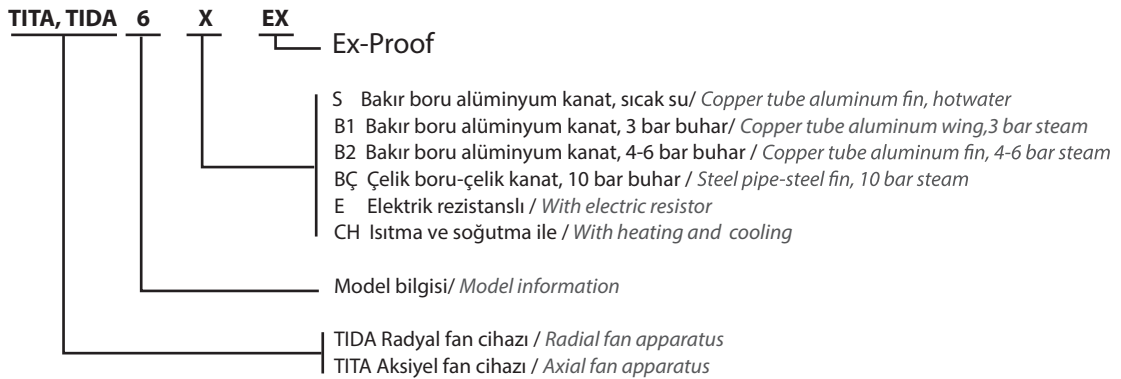 TITA, TIDA 6 X EX
Ex-Proof
S Bakır boru alüminyum kanat, sıcak su/ Copper tube aluminum fin, hotwater
B1 Bakır boru alüminyum kanat, 3 bar buhar/ Copper tube aluminum wing,3 bar steam
B2 Bakır boru alüminyum kanat, 4-6 bar buhar / Copper tube aluminum fin, 4-6 bar steam
BÇ Çelik boru-çelik kanat, 10 bar buhar / Steel pipe-steel fin, 10 bar steam
E Elektrik rezistanslı / With electric resistor
CH Isıtma ve soğutma ile / With heating and cooling
Model bilgisi/ Model information
TIDA Radyal fan cihazı / Radial fan apparatus
TITA Aksiyel fan cihazı / Axial fan apparatus